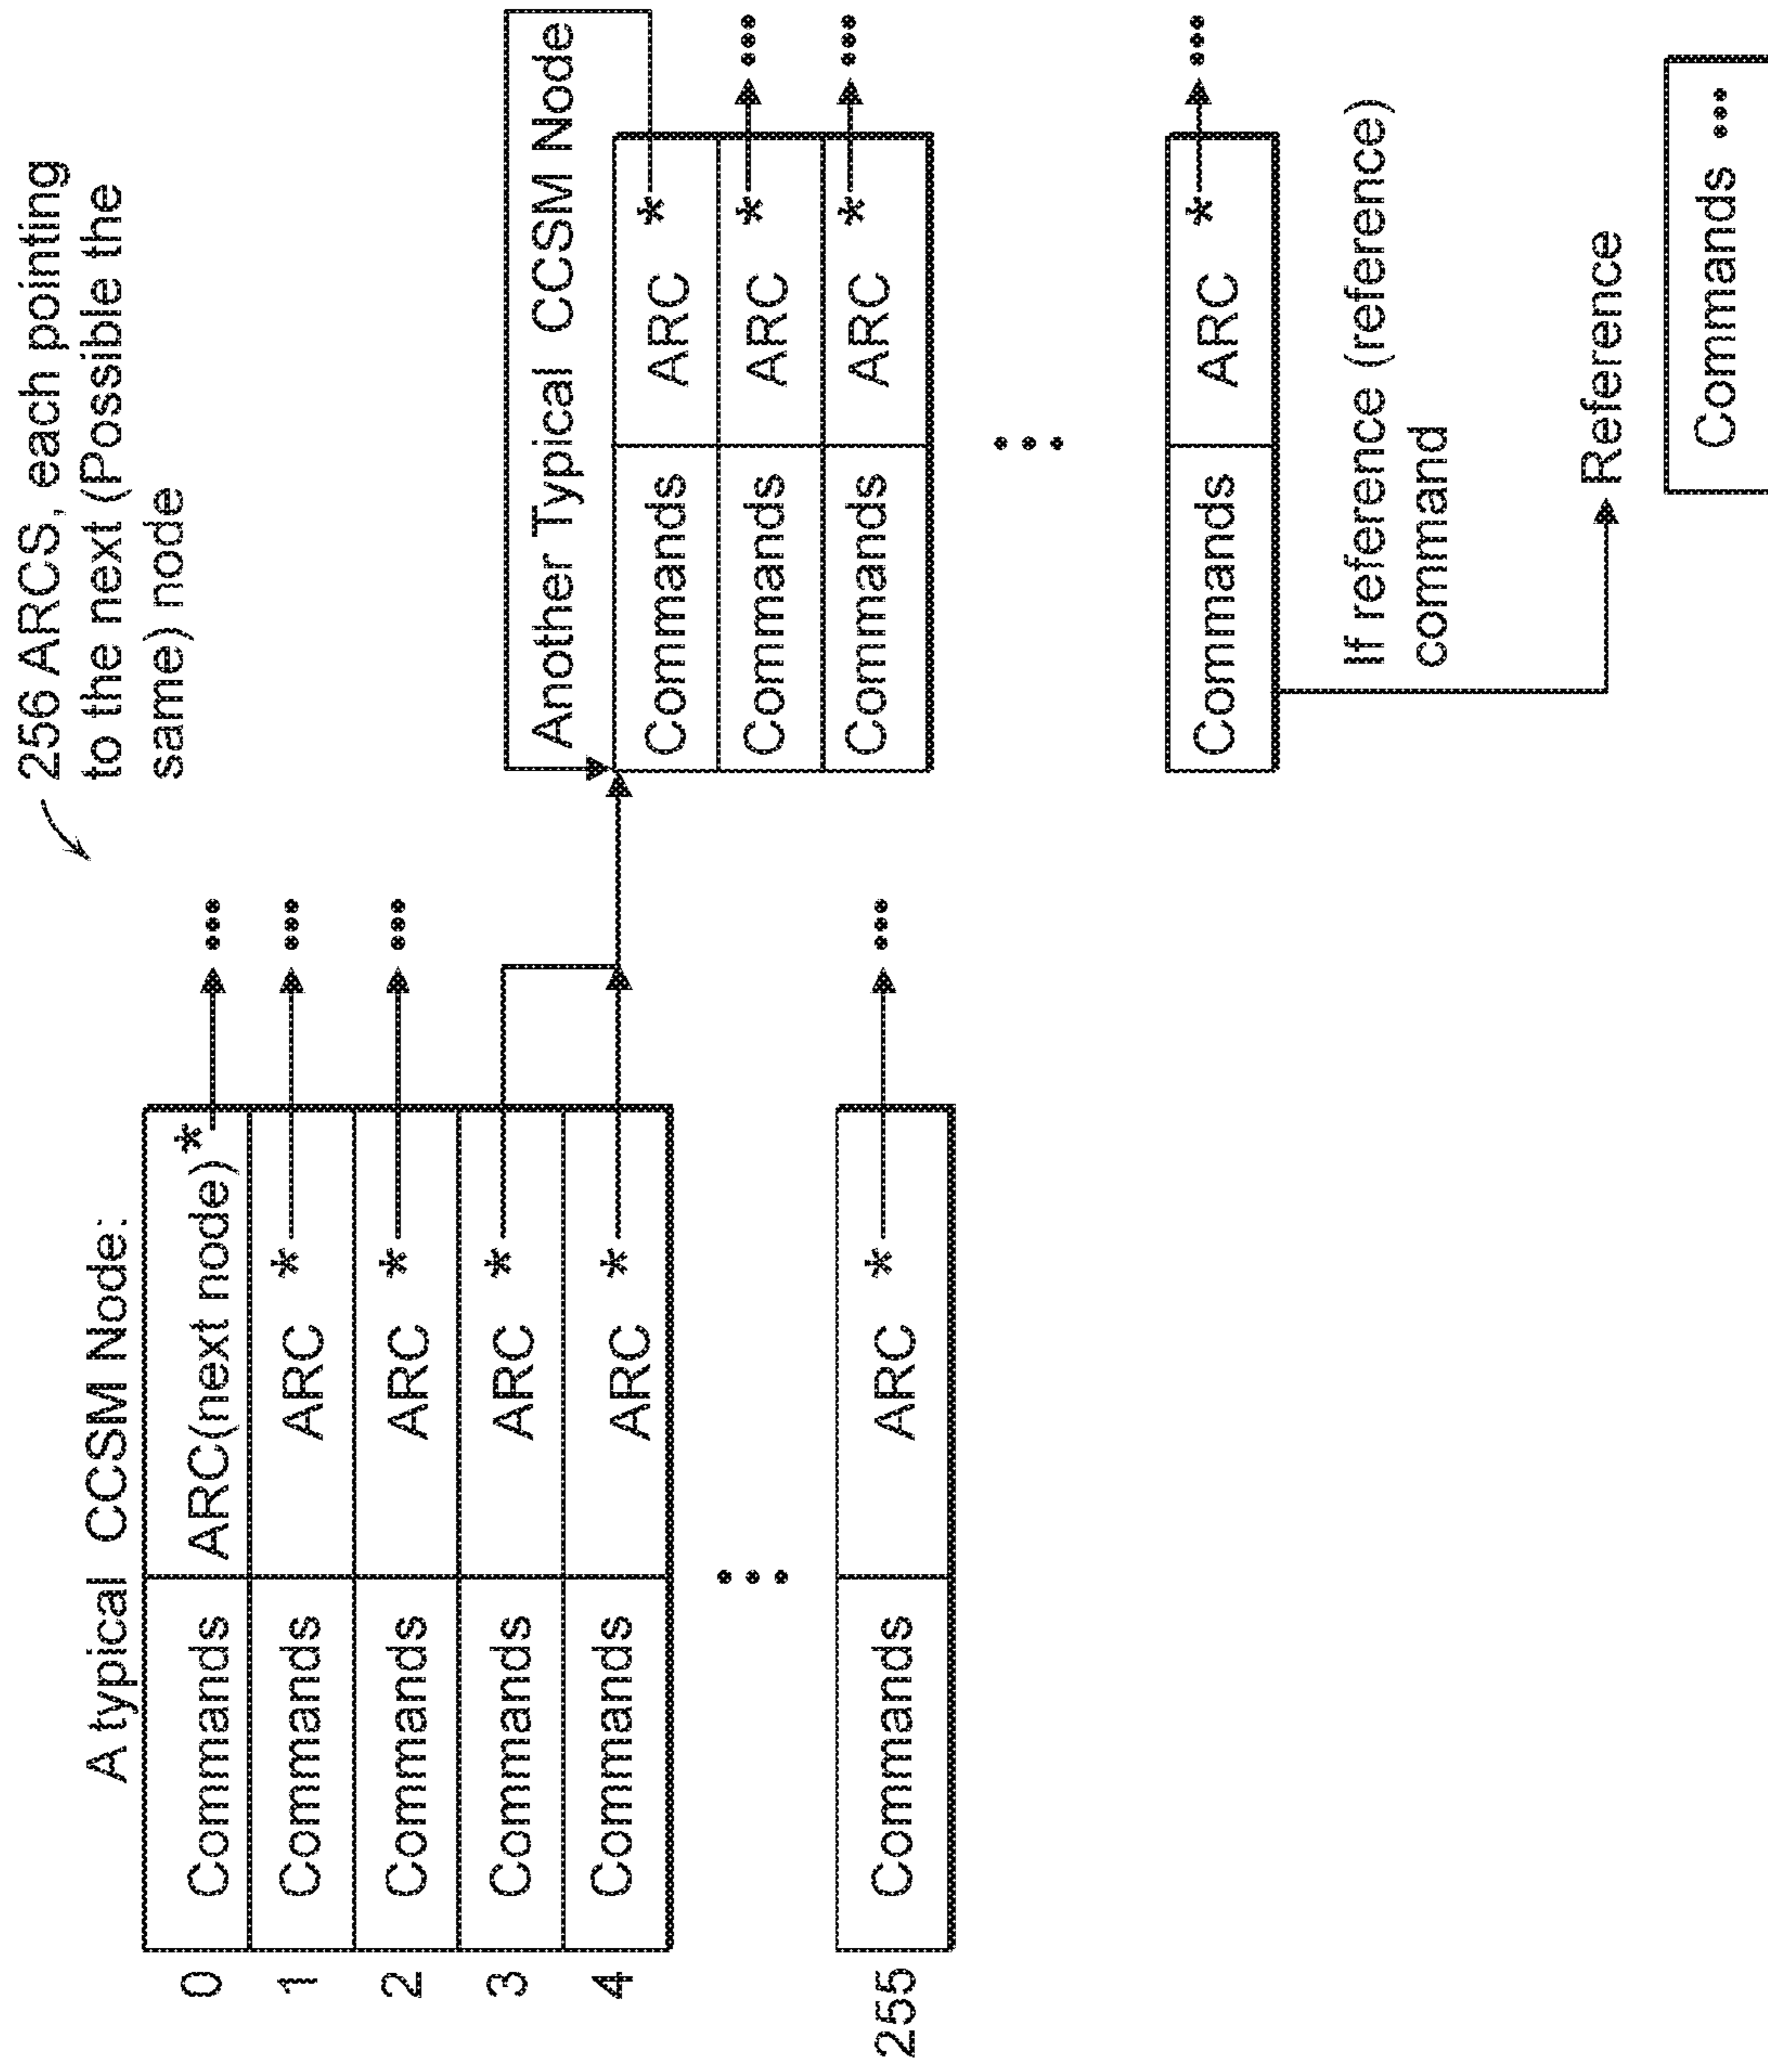 256 ARCS, each pointing
to the next (Possible the
same) node
A typical CCSM Node:
0 Commands ARC(next node)* •••
1 Commands ARC * •••
2 Commands ARC * •••
3 Commands ARC *
4 Commands ARC *
•••
255 Commands ARC * •••
Another Typical CCSM Node
Commands ARC *
Commands ARC * •••
Commands ARC * •••
•••
Commands ARC * •••
If reference (reference)
command
Reference
Commands •••